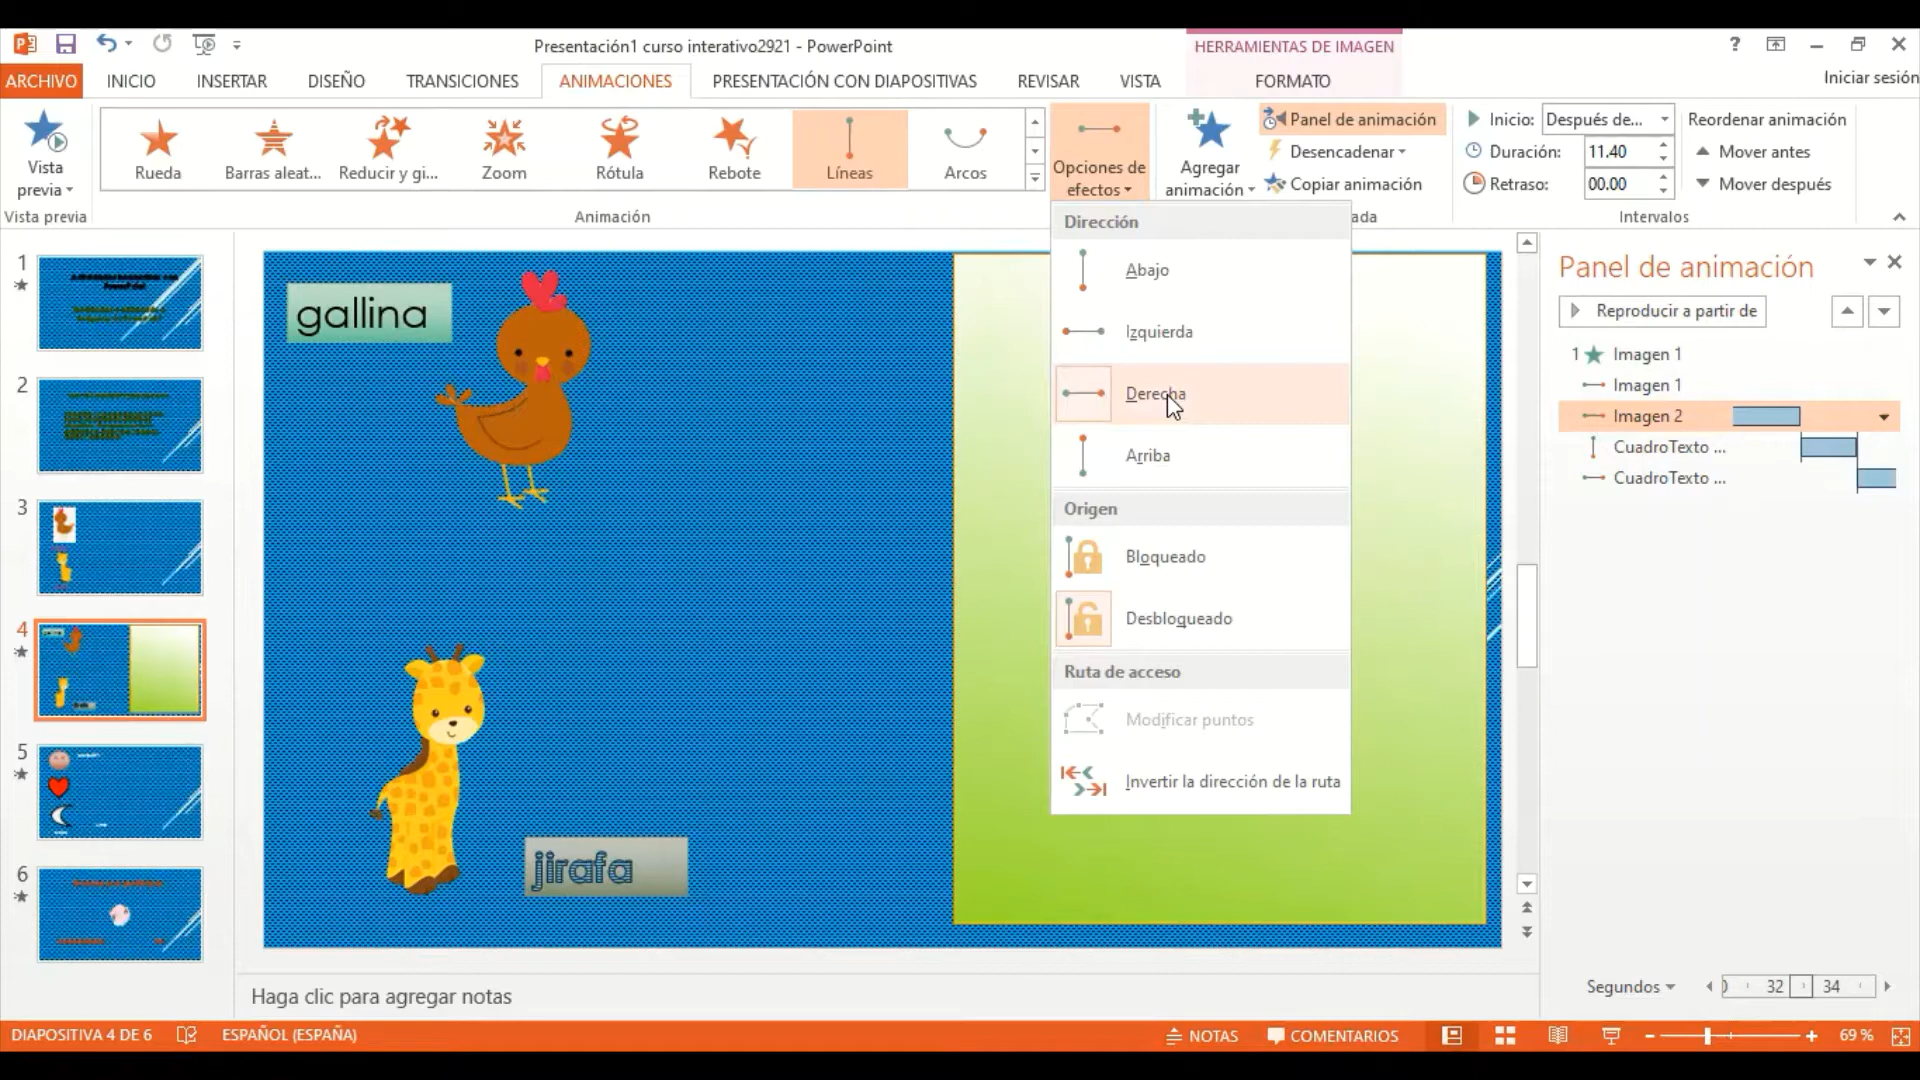 Presentación1 curso interativo2921 - PowerPoint
HERRAMIENTAS DE IMAGEN
?
Iniciar sesión
ARCHIVO INICIO INSERTAR DISEÑO TRANSICIONES ANIMACIONES PRESENTACIÓN CON DIAPOSITIVAS REVISAR VISTA FORMATO
Vista previa
Rueda Barras aleat... Reducir y gi... Zoom Rótula Rebote Líneas Arcos
Opciones de efectos
Agregar animación
Panel de animación
Desencadenar
Copiar animación
Inicio: Después de...
Duración: 11.40
Retraso: 00.00
Reordenar animación
Mover antes
Mover después
Vista previa Animación ada Intervalos
Dirección
Abajo
Izquierda
Derecha
Arriba
Origen
Bloqueado
Desbloqueado
Ruta de acceso
Modificar puntos
Invertir la dirección de la ruta
1
2
3
4
5
6
gallina
jirafa
Panel de animación
Reproducir a partir de
1 Imagen 1
Imagen 1
Imagen 2
CuadroTexto ...
CuadroTexto ...
Segundos 32 34
Haga clic para agregar notas
DIAPOSITIVA 4 DE 6 ESPAÑOL (ESPAÑA) NOTAS COMENTARIOS 69 %